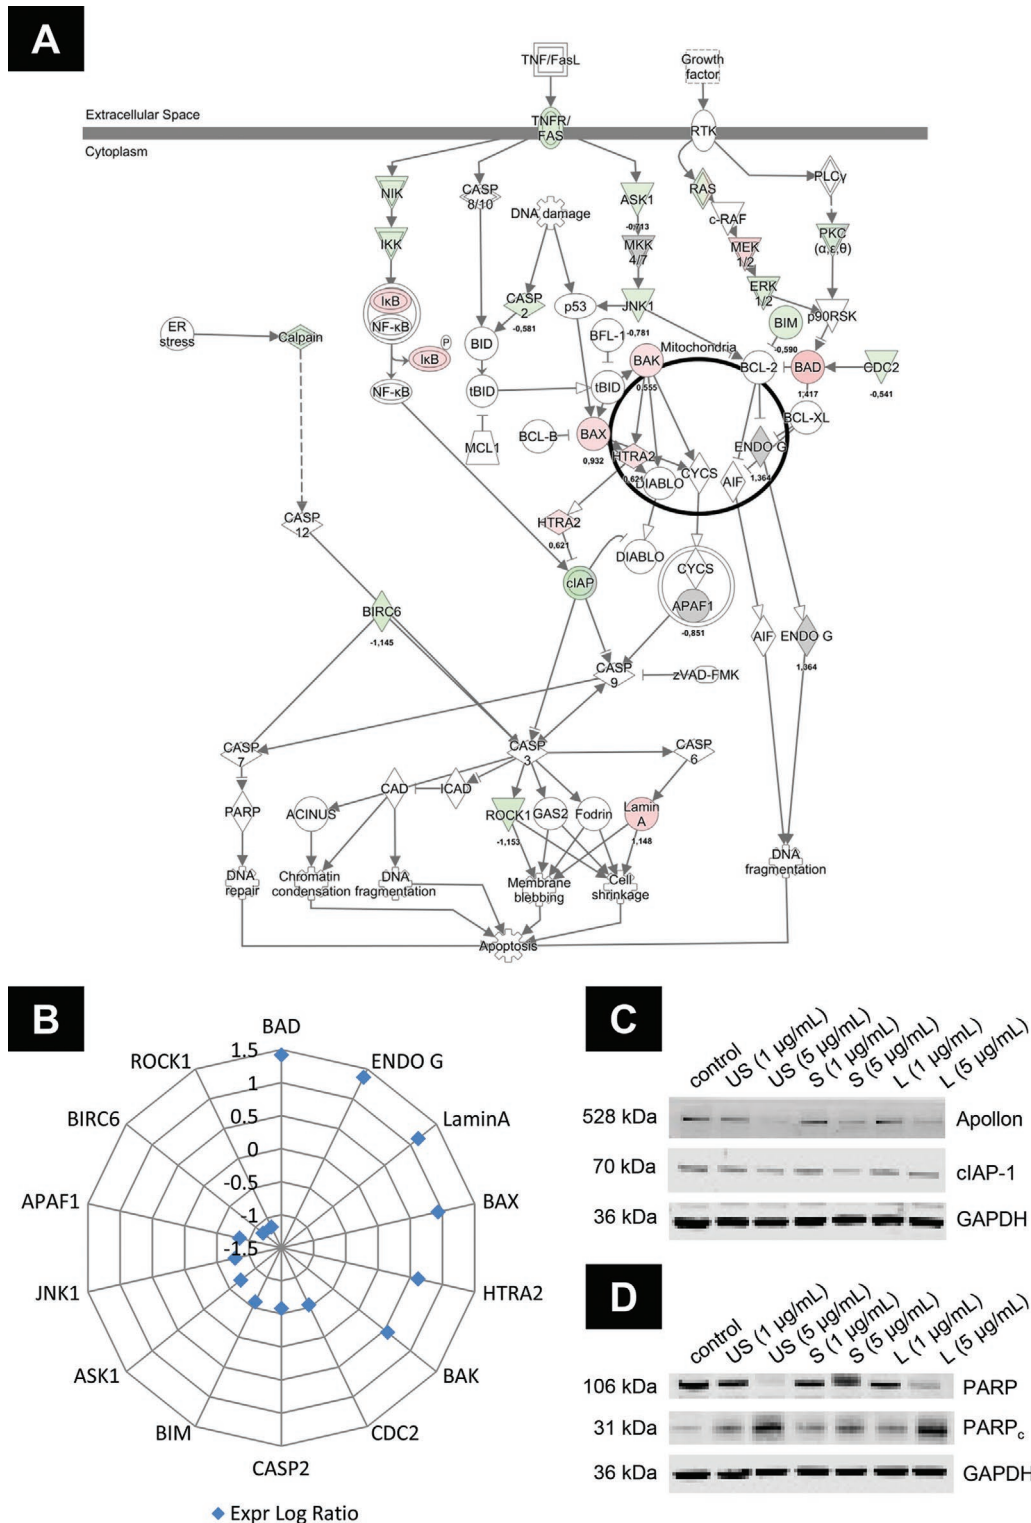 A
TNF/FasL
Growth
factor
Extracellular Space
TNFR/
FAS
RTK
Cytoplasm
NIK
CASP
8/10
ASK1
-0,713
RAS
PLCγ
DNA damage
c-RAF
IKK
MKK
4/7
MEK
1/2
PKC
(α,ε,θ)
IκB
NF-κB
CASP
2
-0,581
p53
JNK1
-0,781
ERK
1/2
BIM
-0,590
p90RSK
ER
stress
Calpain
P
IκB
BID
BFL-1
BAK
0,555
Mitochondria
BCL-2
BAD
1,417
CDC2
-0,541
NF-κB
tBID
tBID
BCL-XL
MCL1
BCL-B
BAX
0,932
HTRA2
0,621
DIABLO
CYCS
AIF
ENDO G
1,364
CASP
12
HTRA2
0,621
DIABLO
cIAP
CYCS
APAF1
-0,851
BIRC6
-1,145
AIF
ENDO G
1,364
CASP
9
zVAD-FMK
CASP
7
CASP
3
CASP
6
PARP
ACINUS
CAD
ICAD
ROCK1
-1,153
GAS2
Fodrin
Lamin
A
1,148
DNA
repair
Chromatin
condensation
DNA
fragmentation
Membrane
blebbing
Cell
shrinkage
DNA
fragmentation
Apoptosis
B
BAD
ENDO G
LaminA
BAX
HTRA2
BAK
CDC2
CASP2
BIM
ASK1
JNK1
APAF1
BIRC6
ROCK1
1.5
1
0.5
0
-0.5
-1
-1.5
Expr Log Ratio
C
control
US (1 µg/mL)
US (5 µg/mL)
S (1 µg/mL)
S (5 µg/mL)
L (1 µg/mL)
L (5 µg/mL)
528 kDa Apollon
70 kDa cIAP-1
36 kDa GAPDH
D
control
US (1 µg/mL)
US (5 µg/mL)
S (1 µg/mL)
S (5 µg/mL)
L (1 µg/mL)
L (5 µg/mL)
106 kDa PARP
31 kDa PARPc
36 kDa GAPDH